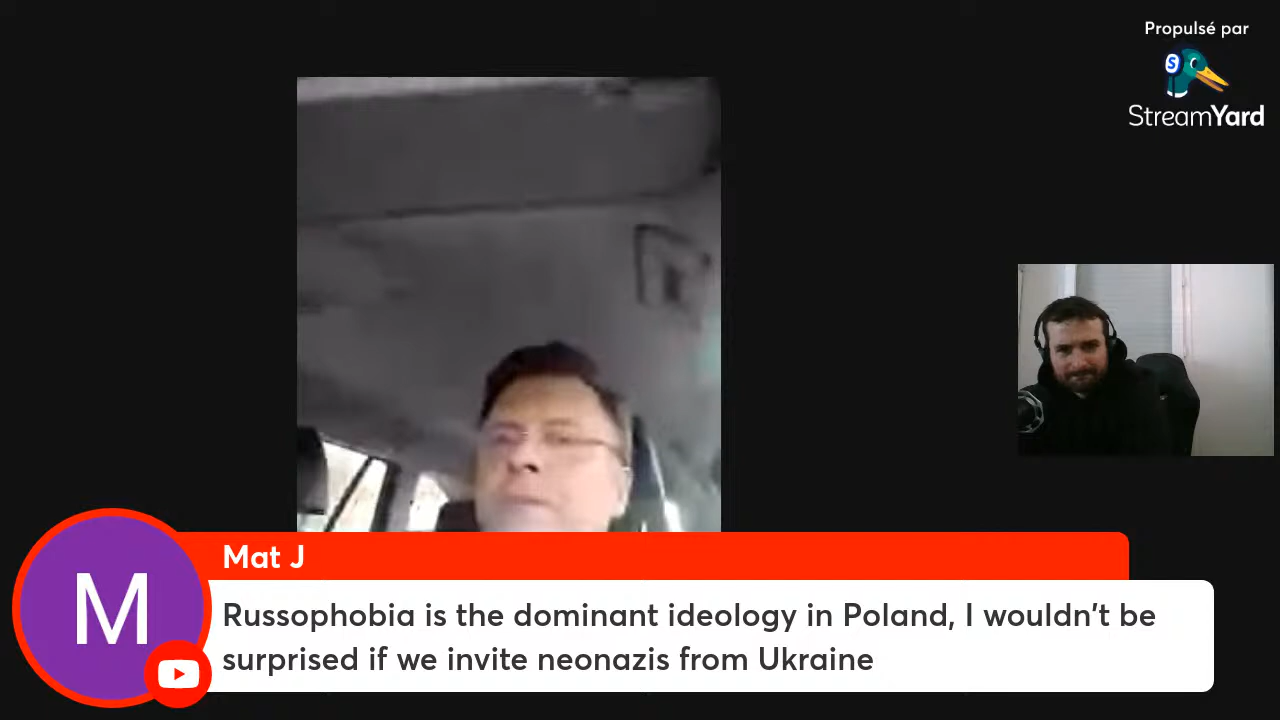 Propulsé par
S
StreamYard
M
Mat J
Russophobia is the dominant ideology in Poland, I wouldn't be
surprised if we invite neonazis from Ukraine